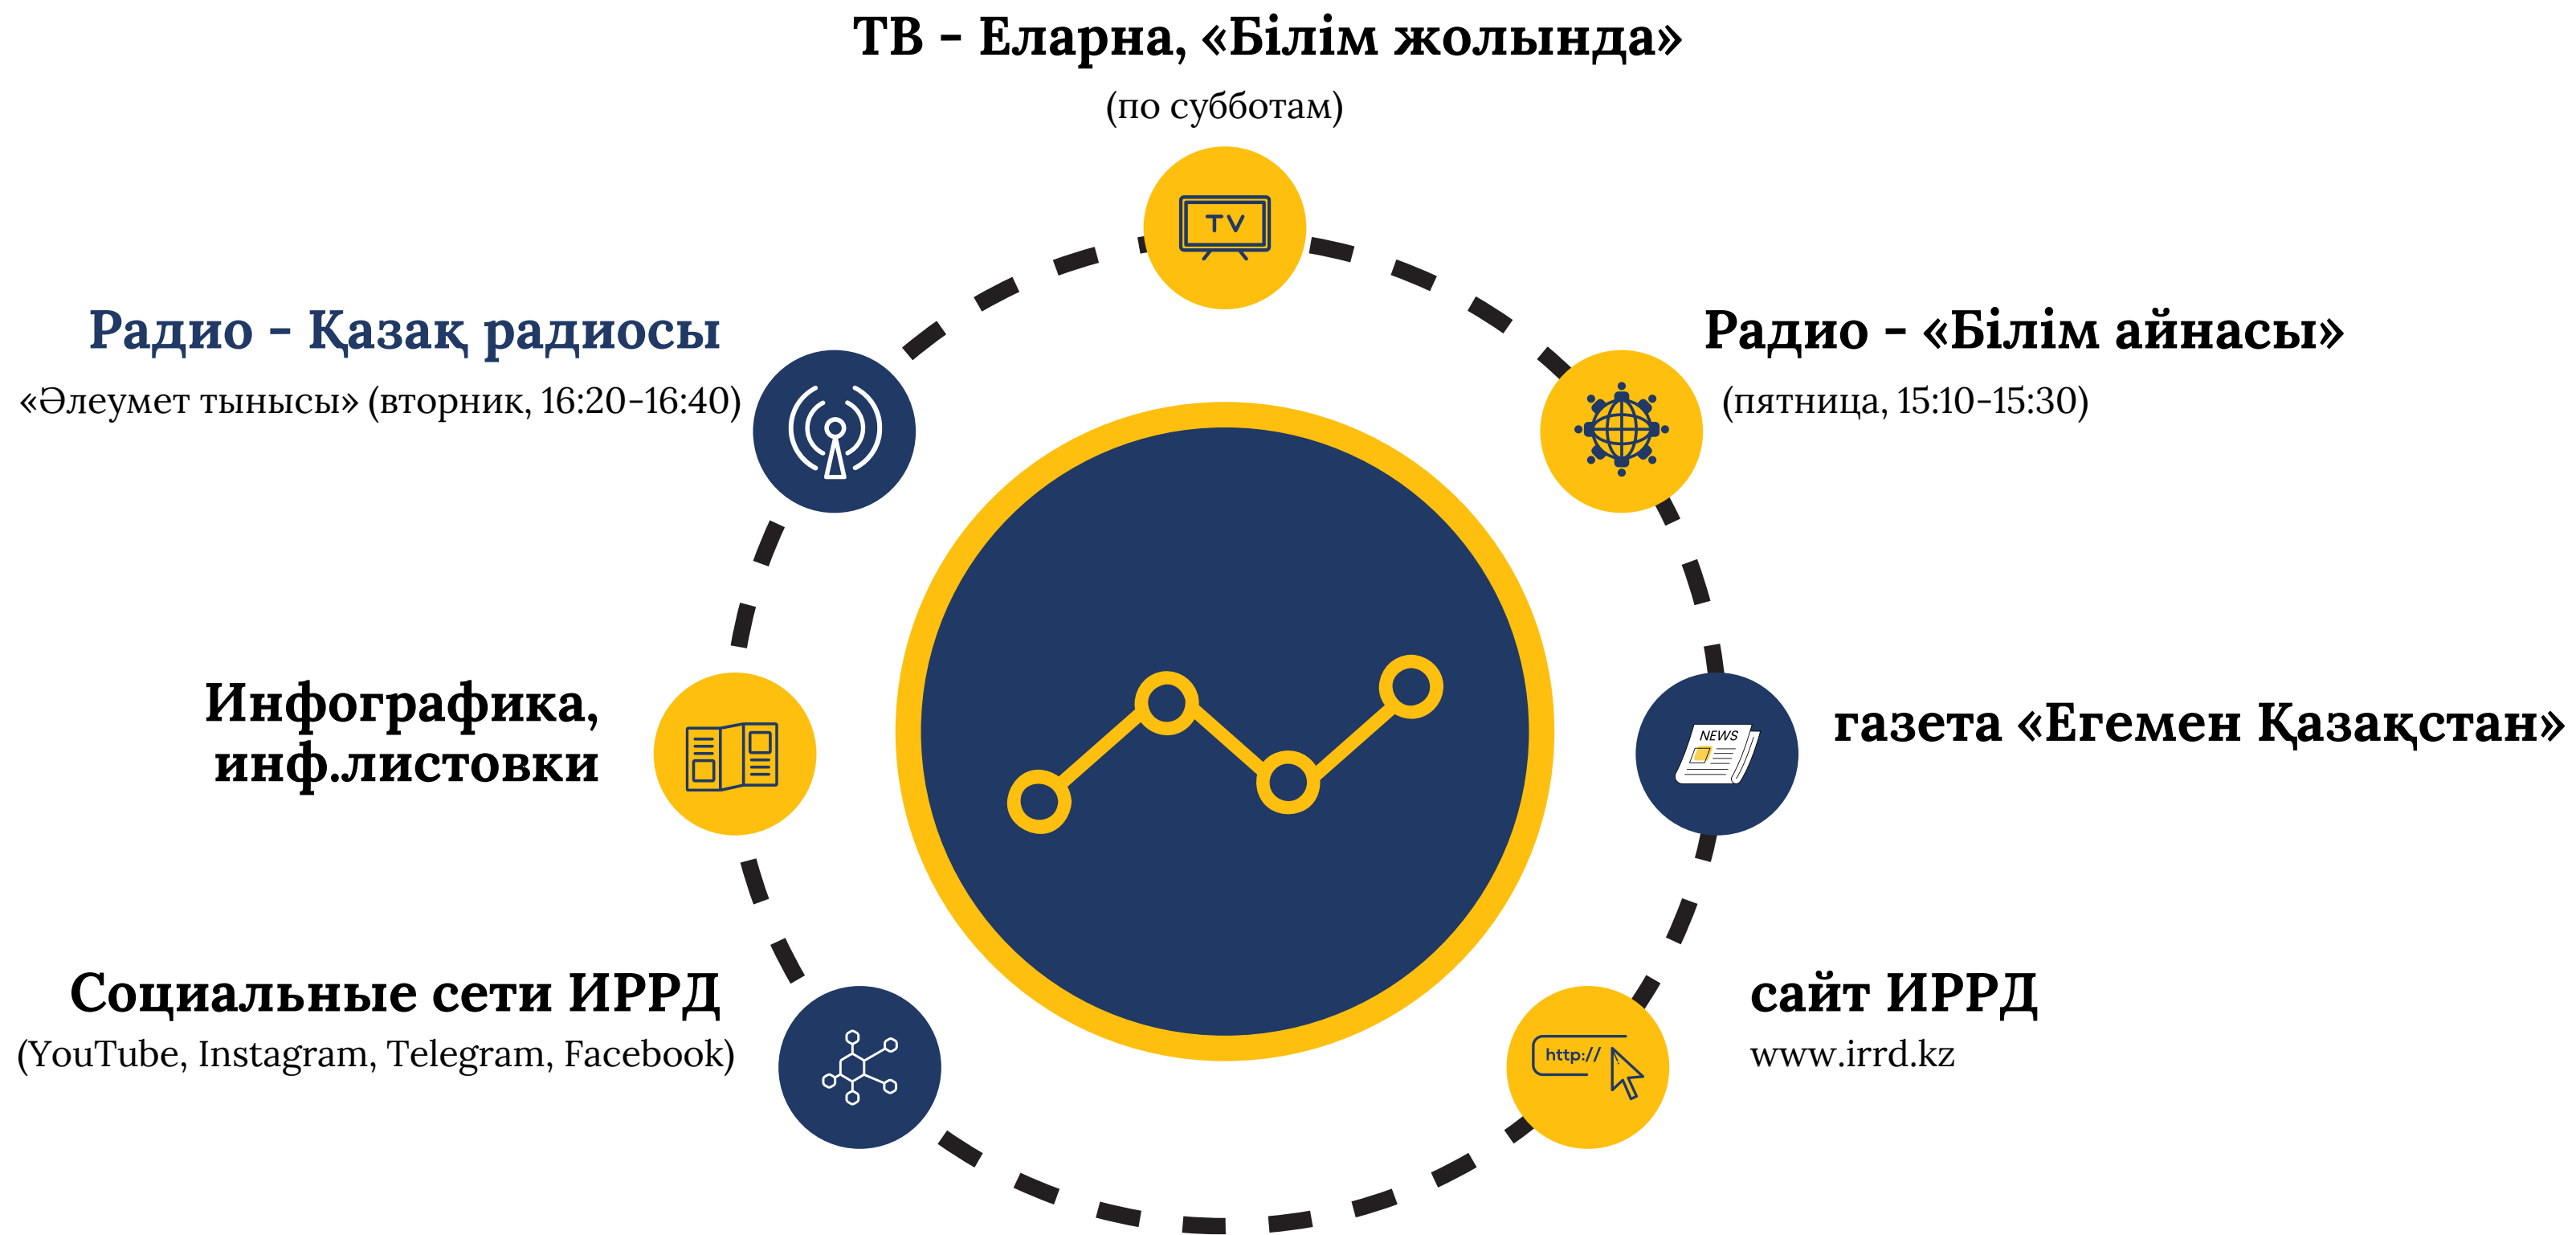 ТВ - Еларна, «Білім жолында»
(по субботам)
TV
Радио - Қазақ радиосы
«Әлеумет тынысы» (вторник, 16:20-16:40)
Радио - «Білім айнасы»
(пятница, 15:10-15:30)
Инфографика,
инф.листовки
газета «Егемен Қазақстан»
NEWS
Социальные сети ИРРД
(YouTube, Instagram, Telegram, Facebook)
сайт ИРРД
www.irrd.kz
http://